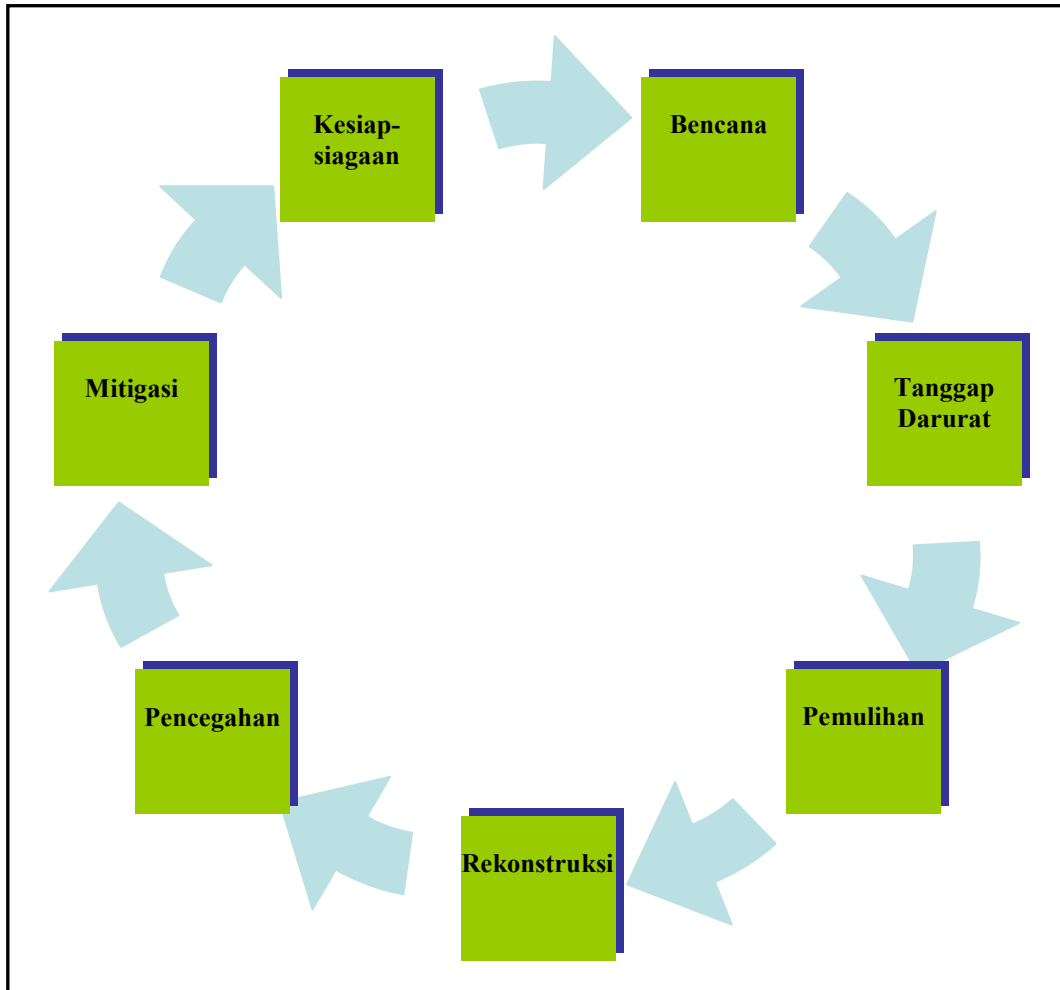 Kesiap-
siagaan
Bencana
Tanggap
Darurat
Pemulihan
Rekonstruksi
Pencegahan
Mitigasi